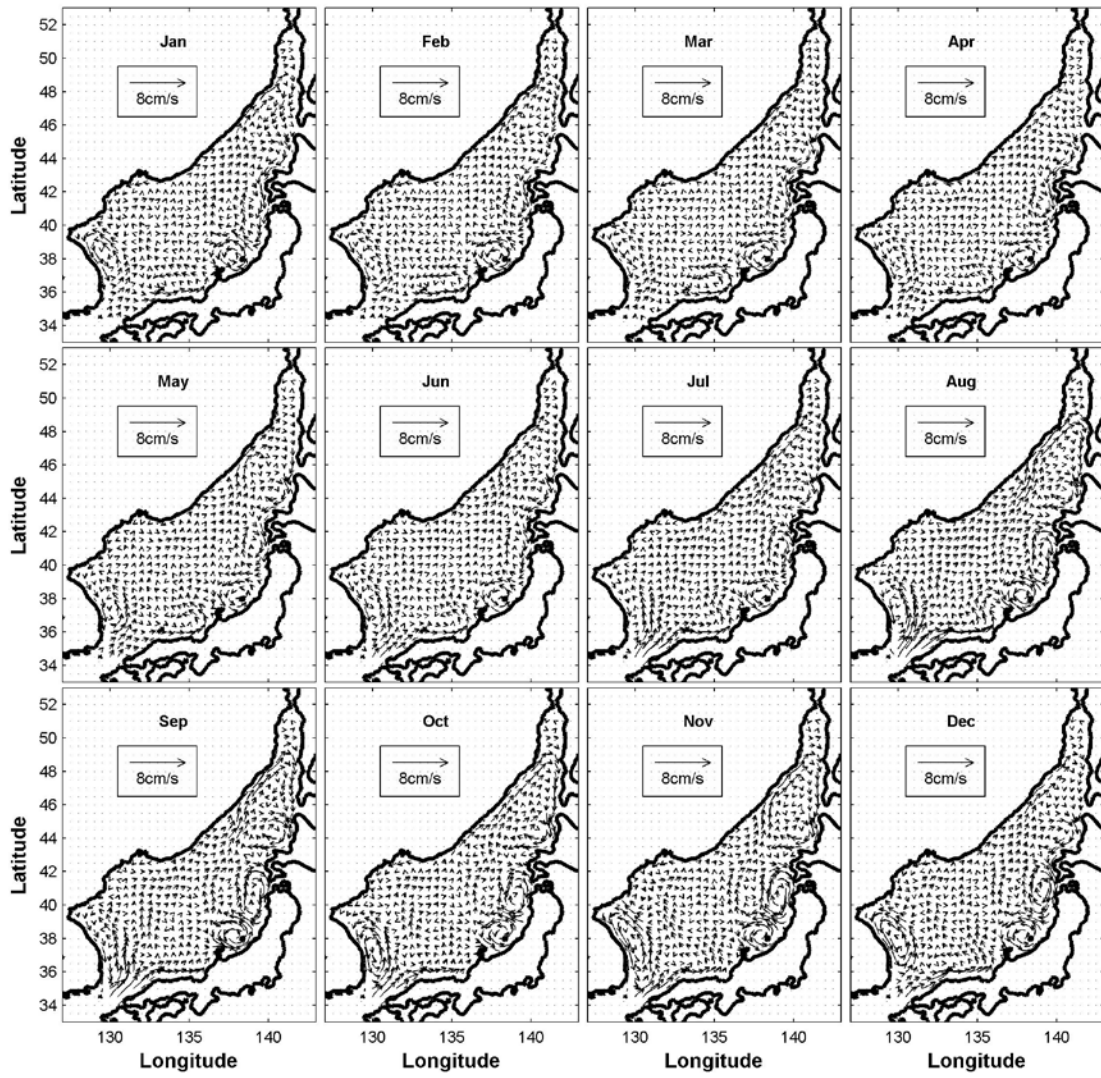 52
50
48
46
44
42
40
38
36
34
Latitude
Jan
8cm/s
Feb
8cm/s
Mar
8cm/s
Apr
8cm/s
52
50
48
46
44
42
40
38
36
34
Latitude
May
8cm/s
Jun
8cm/s
Jul
8cm/s
Aug
8cm/s
52
50
48
46
44
42
40
38
36
34
Latitude
Sep
8cm/s
Oct
8cm/s
Nov
8cm/s
Dec
8cm/s
130 135 140
130 135 140
130 135 140
130 135 140
Longitude
Longitude
Longitude
Longitude